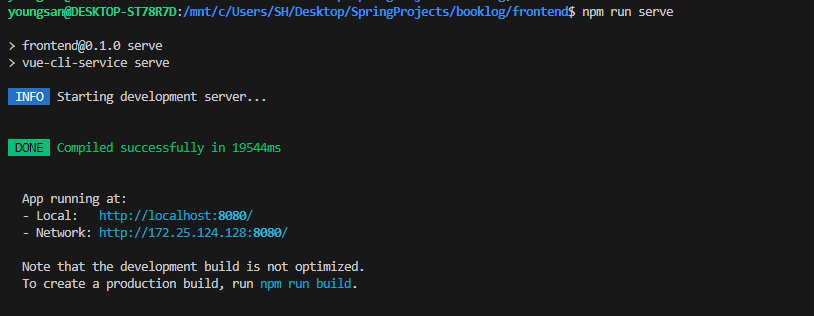 youngsan@DESKTOP-ST78R7D:/mnt/c/Users/SH/Desktop/SpringProjects/booklog/frontend$ npm run serve
> frontend@0.1.0 serve
> vue-cli-service serve
INFO Starting development server...
DONE Compiled successfully in 19544ms
App running at:
- Local: http://localhost:8080/
- Network: http://172.25.124.128:8080/
Note that the development build is not optimized.
To create a production build, run npm run build.